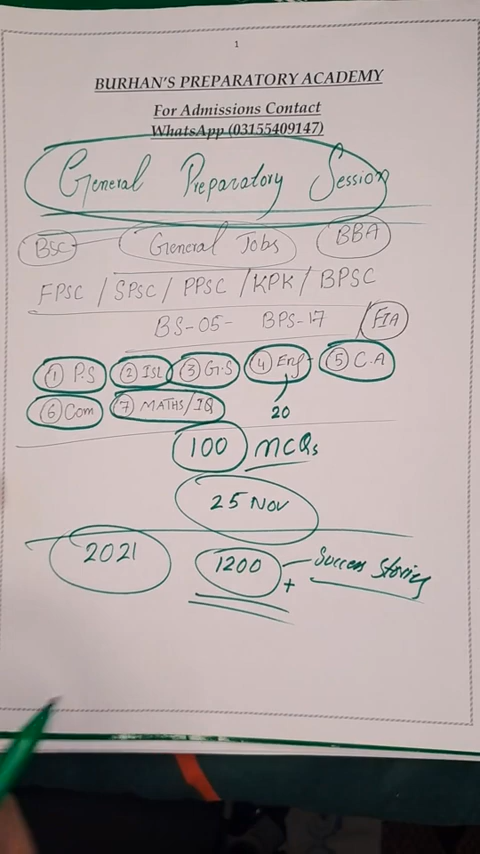 1
BURHAN'S PREPARATORY ACADEMY
For Admissions Contact
WhatsApp (03155409147)
General Preparatory Session
BSC General Jobs BBA
FPSC / SPSC / PPSC / KPK / BPSC
BS-05- BPS-17 / FIA
① P.S ② ISL ③ G.S ④ Eng ⑤ C.A
20
⑥ Com ⑦ MATHS/IQ
100 MCQs
25 Nov
2021 1200 + Success Stories